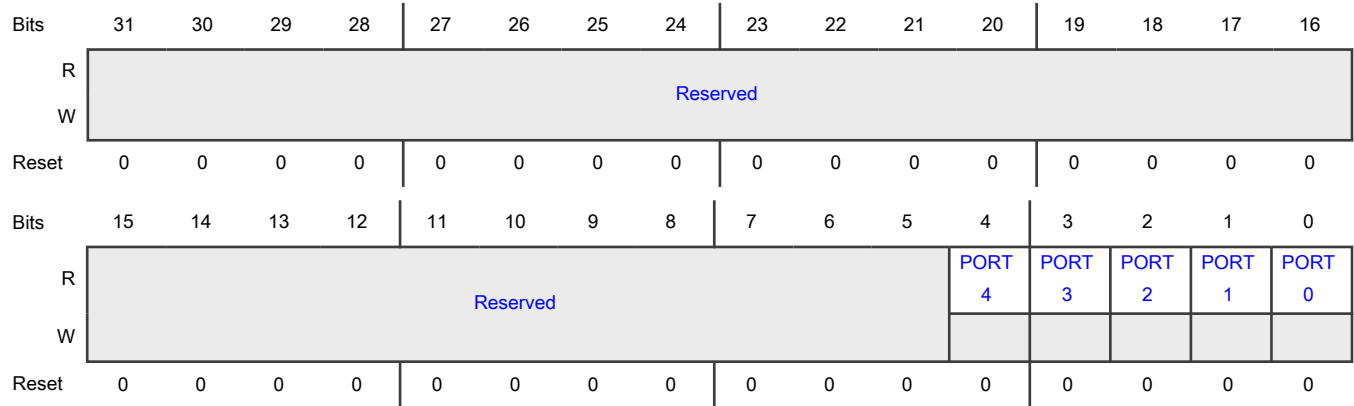 Bits 31 30 29 28 27 26 25 24 23 22 21 20 19 18 17 16
R
Reserved
W
Reset 0 0 0 0 0 0 0 0 0 0 0 0 0 0 0 0
Bits 15 14 13 12 11 10 9 8 7 6 5 4 3 2 1 0
R Reserved PORT 4 PORT 3 PORT 2 PORT 1 PORT 0
W
Reset 0 0 0 0 0 0 0 0 0 0 0 0 0 0 0 0